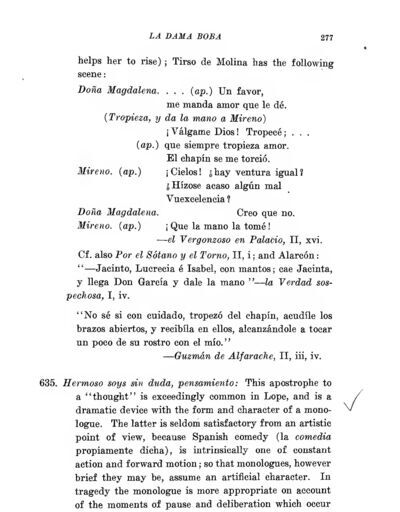 LA DAMA BOBA 277
helps her to rise); Tirso de Molina has the following
scene:
Doña Magdalena. . . . (ap.) Un favor,
me manda amor que le dé.
(Tropieza, y da la mano a Mireno)
¡Válgame Dios! Tropecé; . . .
(ap.) que siempre tropieza amor.
El chapín se me torció.
Mireno. (ap.) ¡Cielos! ¿hay ventura igual?
¿Hízose acaso algún mal
Vuexcelencia?
Doña Magdalena. Creo que no.
Mireno. (ap.) ¡Que la mano la tomé!
—el Vergonzoso en Palacio, II, xvi.
Cf. also Por el Sótano y el Torno, II, i; and Alarcón:
"—Jacinto, Lucrecia é Isabel, con mantos; cae Jacinta,
y llega Don García y dale la mano"—la Verdad sos-
pechosa, I, iv.
"No sé si con cuidado, tropezó del chapín, acudíle los
brazos abiertos, y recibíla en ellos, alcanzándole a tocar
un poco de su rostro con el mío."
—Guzmán de Alfarache, II, iii, iv.
635. Hermoso soys sin duda, pensamiento: This apostrophe to
a "thought" is exceedingly common in Lope, and is a
dramatic device with the form and character of a mono-
logue. The latter is seldom satisfactory from an artistic
point of view, because Spanish comedy (la comedia
propiamente dicha), is intrinsically one of constant
action and forward motion; so that monologues, however
brief they may be, assume an artificial character. In
tragedy the monologue is more appropriate on account
of the moments of pause and deliberation which occur